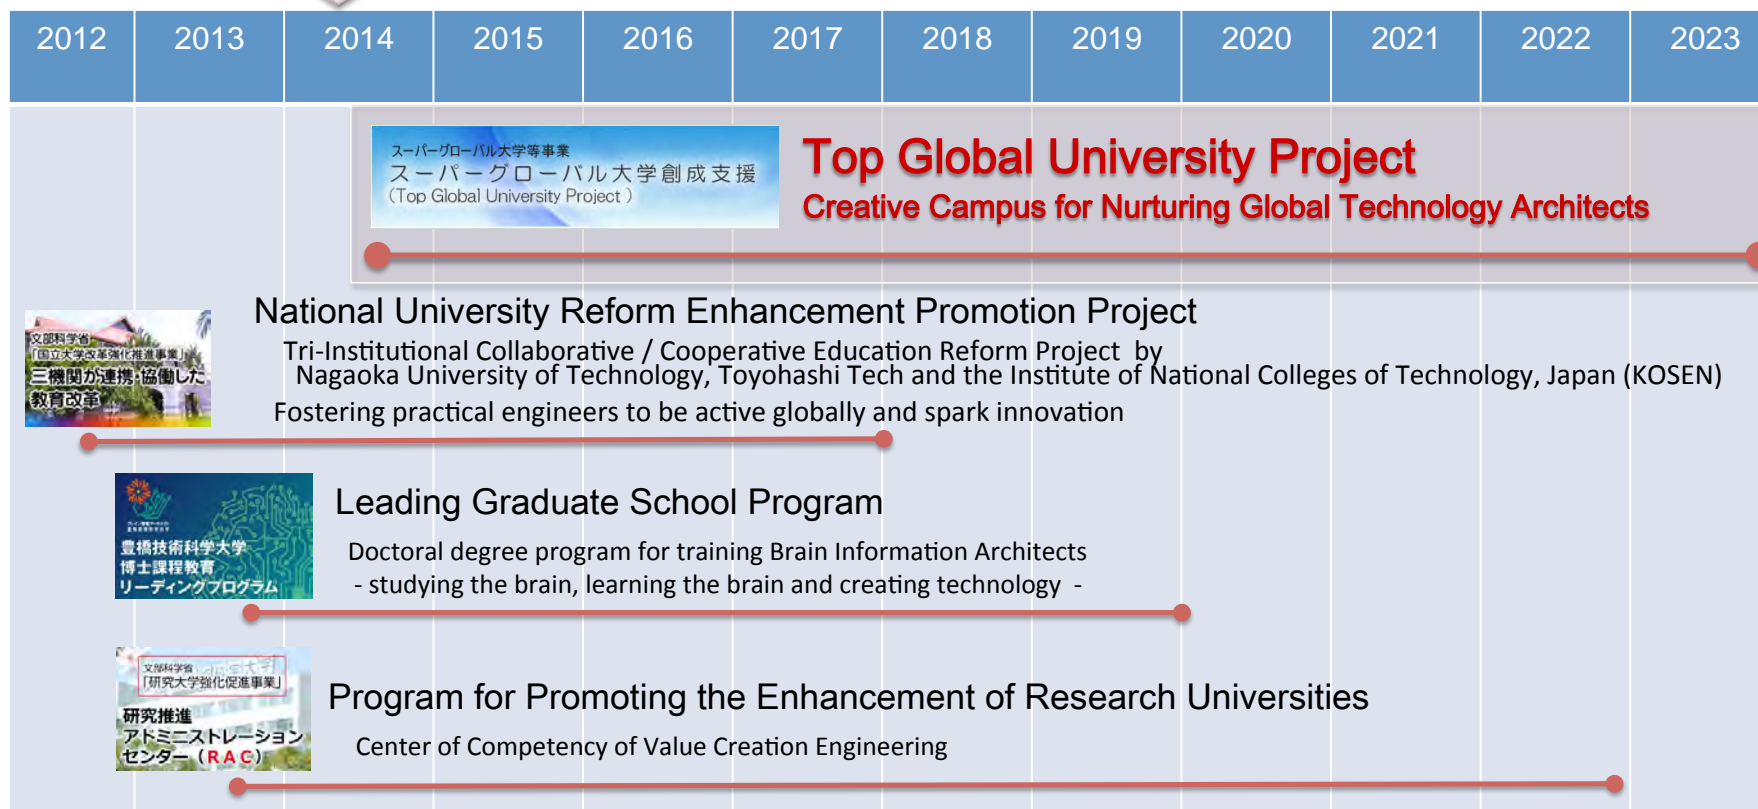 2012 2013 2014 2015 2016 2017 2018 2019 2020 2021 2022 2023
スーパーグローバル大学等事業
スーパーグローバル大学創成支援
(Top Global University Project )
Top Global University Project
Creative Campus for Nurturing Global Technology Architects
文部科学省
「国立大学改革強化推進事業」
三機関が連携・協働した
教育改革
National University Reform Enhancement Promotion Project
Tri-Institutional Collaborative / Cooperative Education Reform Project by
Nagaoka University of Technology, Toyohashi Tech and the Institute of National Colleges of Technology, Japan (KOSEN)
Fostering practical engineers to be active globally and spark innovation
豊橋技術科学大学
博士課程教育
リーディングプログラム
Leading Graduate School Program
Doctoral degree program for training Brain Information Architects
- studying the brain, learning the brain and creating technology -
文部科学省
「研究大学強化促進事業」
研究推進
アドミニストレーション
センター（RAC）
Program for Promoting the Enhancement of Research Universities
Center of Competency of Value Creation Engineering